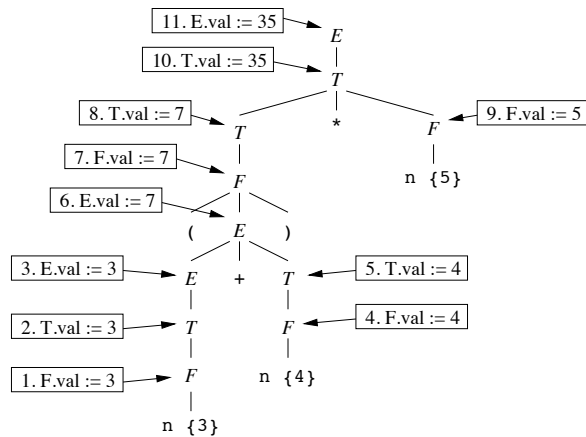 11. E.val := 35
E
10. T.val := 35
T
8. T.val := 7
T
*
F
9. F.val := 5
7. F.val := 7
F
n {5}
6. E.val := 7
( E )
3. E.val := 3
E + T
5. T.val := 4
2. T.val := 3
T
F
4. F.val := 4
1. F.val := 3
F
n {4}
n {3}